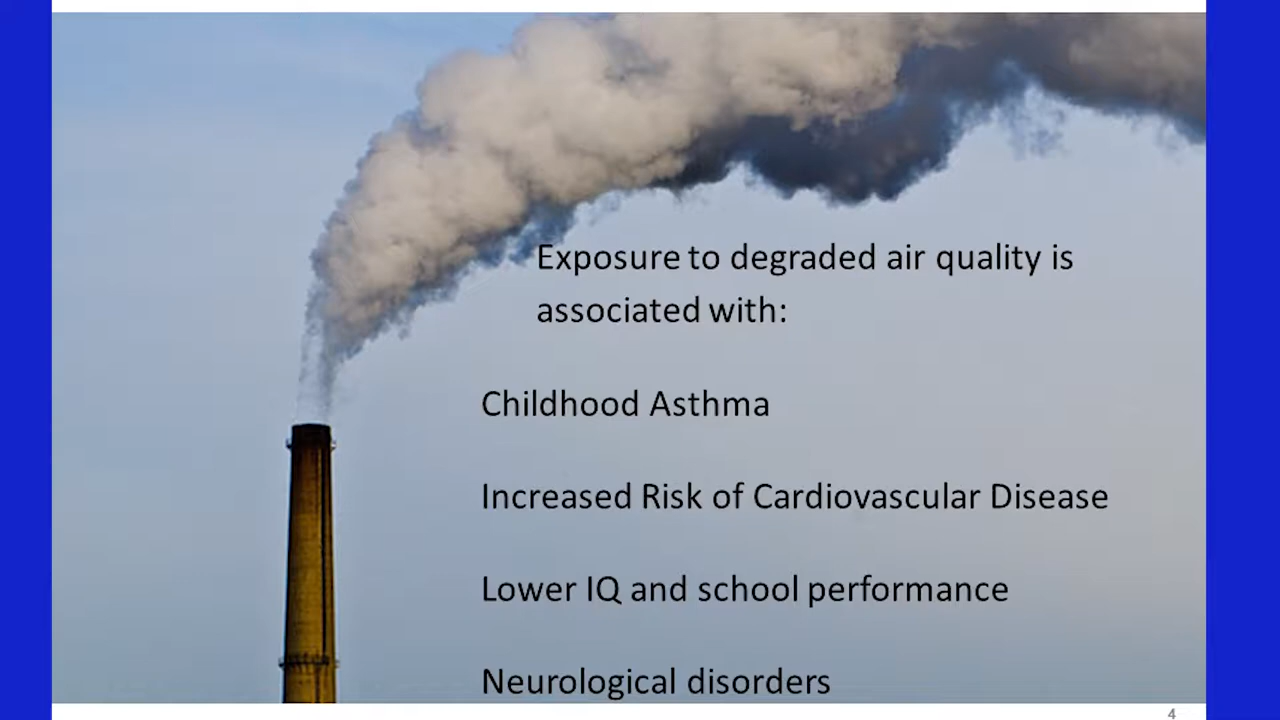 Exposure to degraded air quality is
associated with:
Childhood Asthma
Increased Risk of Cardiovascular Disease
Lower IQ and school performance
Neurological disorders
4